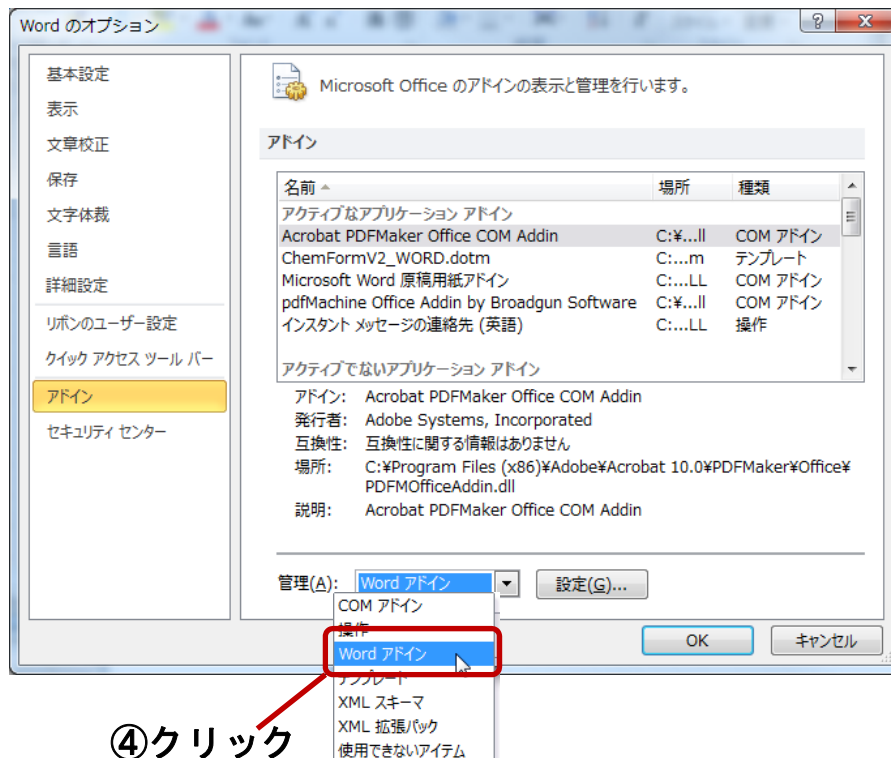 Word のオプション
基本設定
表示
文章校正
保存
文字体裁
言語
詳細設定
リボンのユーザー設定
クイック アクセス ツール バー
アドイン
セキュリティ センター
Microsoft Office のアドインの表示と管理を行います。
アドイン
名前 場所 種類
アクティブなアプリケーション アドイン
Acrobat PDFMaker Office COM Addin C:¥...ll COM アドイン
ChemFormV2_WORD.dotm C:...m テンプレート
Microsoft Word 原稿用紙アドイン C:...LL COM アドイン
pdfMachine Office Addin by Broadgun Software C:¥...ll COM アドイン
インスタント メッセージの連絡先 (英語) C:...LL 操作
アクティブでないアプリケーション アドイン
アドイン: Acrobat PDFMaker Office COM Addin
発行者: Adobe Systems, Incorporated
互換性: 互換性に関する情報はありません
場所: C:¥Program Files (x86)¥Adobe¥Acrobat 10.0¥PDFMaker¥Office¥
PDFMOfficeAddin.dll
説明: Acrobat PDFMaker Office COM Addin
管理(A): Word アドイン 設定(G)...
COM アドイン
操作
Word アドイン
テンプレート
XML スキーマ
XML 拡張パック
使用できないアイテム
OK キャンセル
④クリック